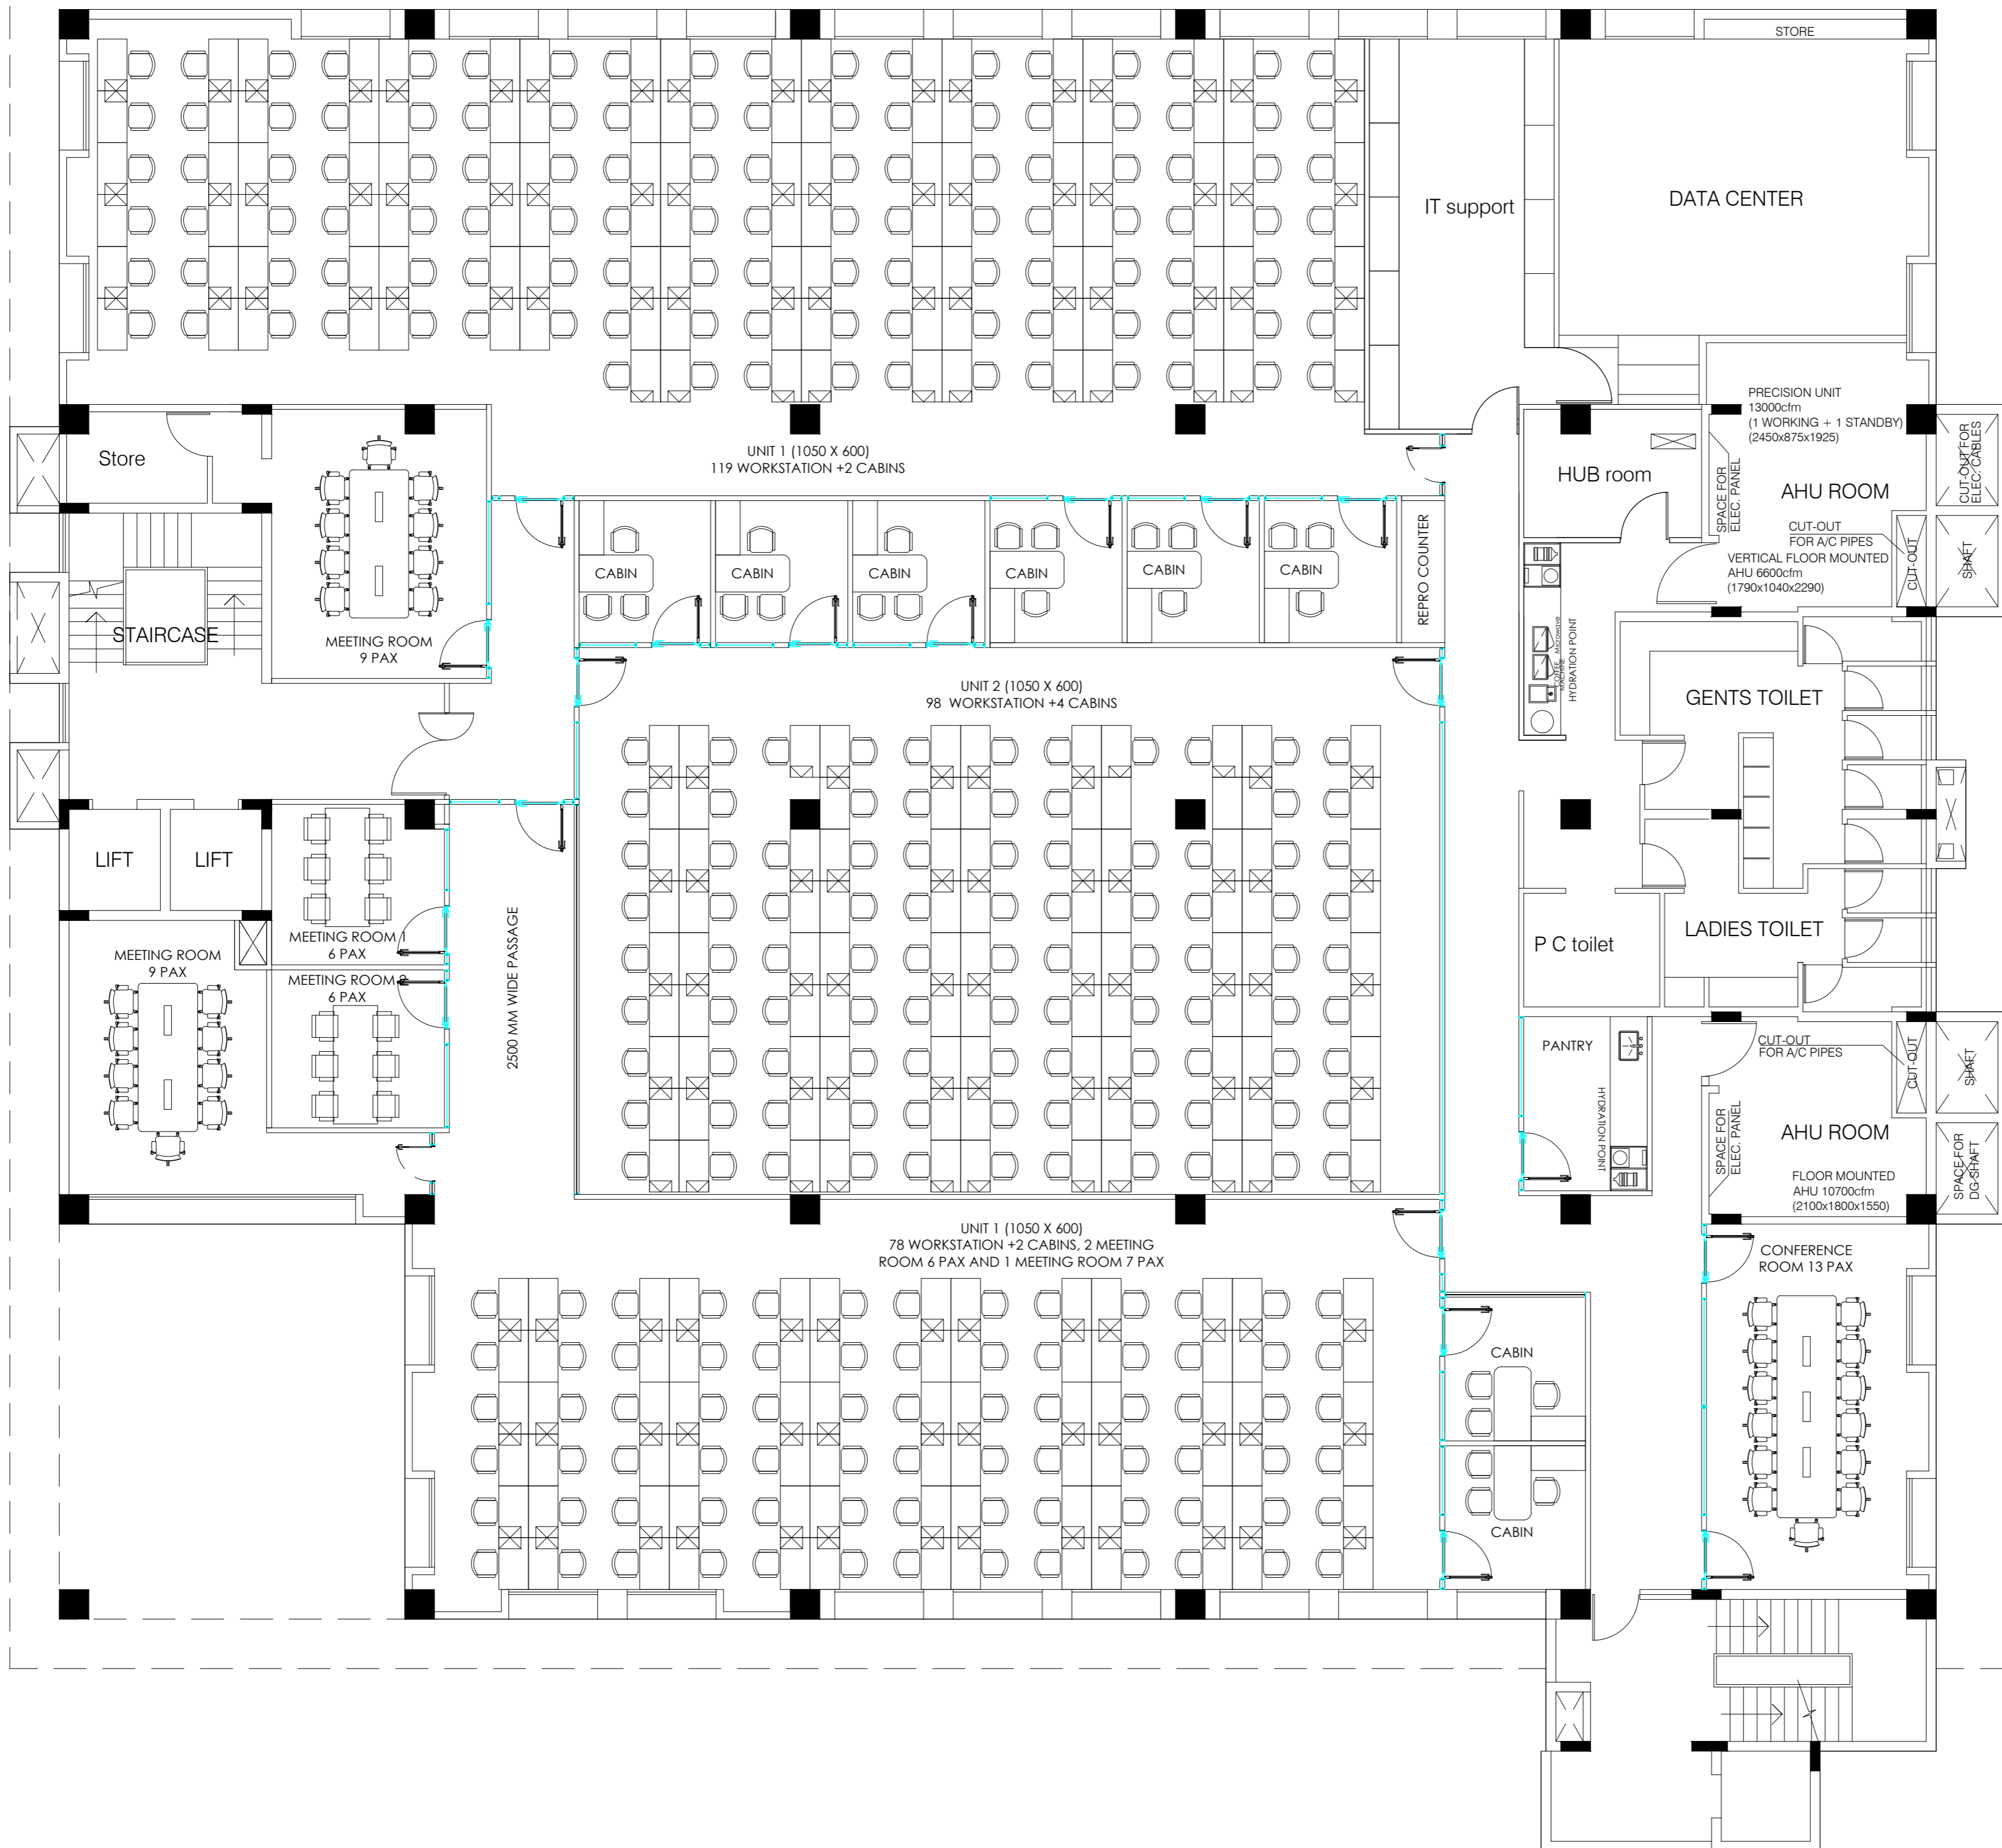 STORE
IT support
DATA CENTER
PRECISION UNIT
13000cfm
(1 WORKING + 1 STANDBY)
(2450x875x1925)
UNIT 1 (1050 X 600)
119 WORKSTATION +2 CABINS
Store
HUB room
SPACE FOR
ELEC. PANEL
AHU ROOM
CUT-OUT FOR
ELEC. CABLES
CUT-OUT
FOR A/C PIPES
VERTICAL FLOOR MOUNTED
AHU 6600cfm
(1790x1040x2290)
CUT-OUT
SHAFT
CABIN
CABIN
CABIN
CABIN
CABIN
CABIN
REPRO COUNTER
STAIRCASE
MEETING ROOM
9 PAX
Microwave
COFFEE
MACHINE
HYDRATION POINT
UNIT 2 (1050 X 600)
98 WORKSTATION +4 CABINS
GENTS TOILET
LIFT
LIFT
MEETING ROOM 1
6 PAX
2500 MM WIDE PASSAGE
MEETING ROOM
9 PAX
MEETING ROOM 2
6 PAX
P C toilet
LADIES TOILET
PANTRY
HYDRATION POINT
CUT-OUT
FOR A/C PIPES
CUT-OUT
SHAFT
SPACE FOR
ELEC. PANEL
AHU ROOM
SPACE FOR
DG-SHAFT
FLOOR MOUNTED
AHU 10700cfm
(2100x1800x1550)
UNIT 1 (1050 X 600)
78 WORKSTATION +2 CABINS, 2 MEETING
ROOM 6 PAX AND 1 MEETING ROOM 7 PAX
CONFERENCE
ROOM 13 PAX
CABIN
CABIN